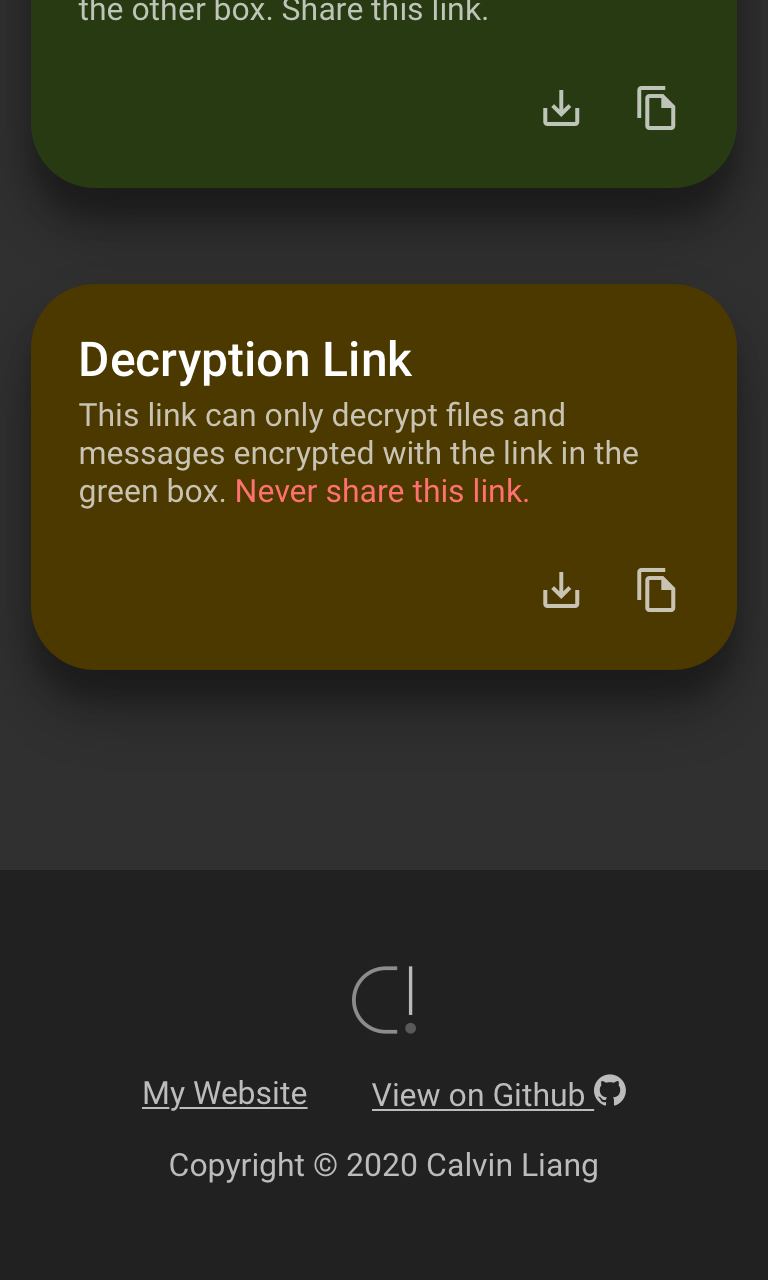 the other box. Share this link.
Decryption Link
This link can only decrypt files and
messages encrypted with the link in the
green box. Never share this link.
C!
My Website View on Github
Copyright © 2020 Calvin Liang